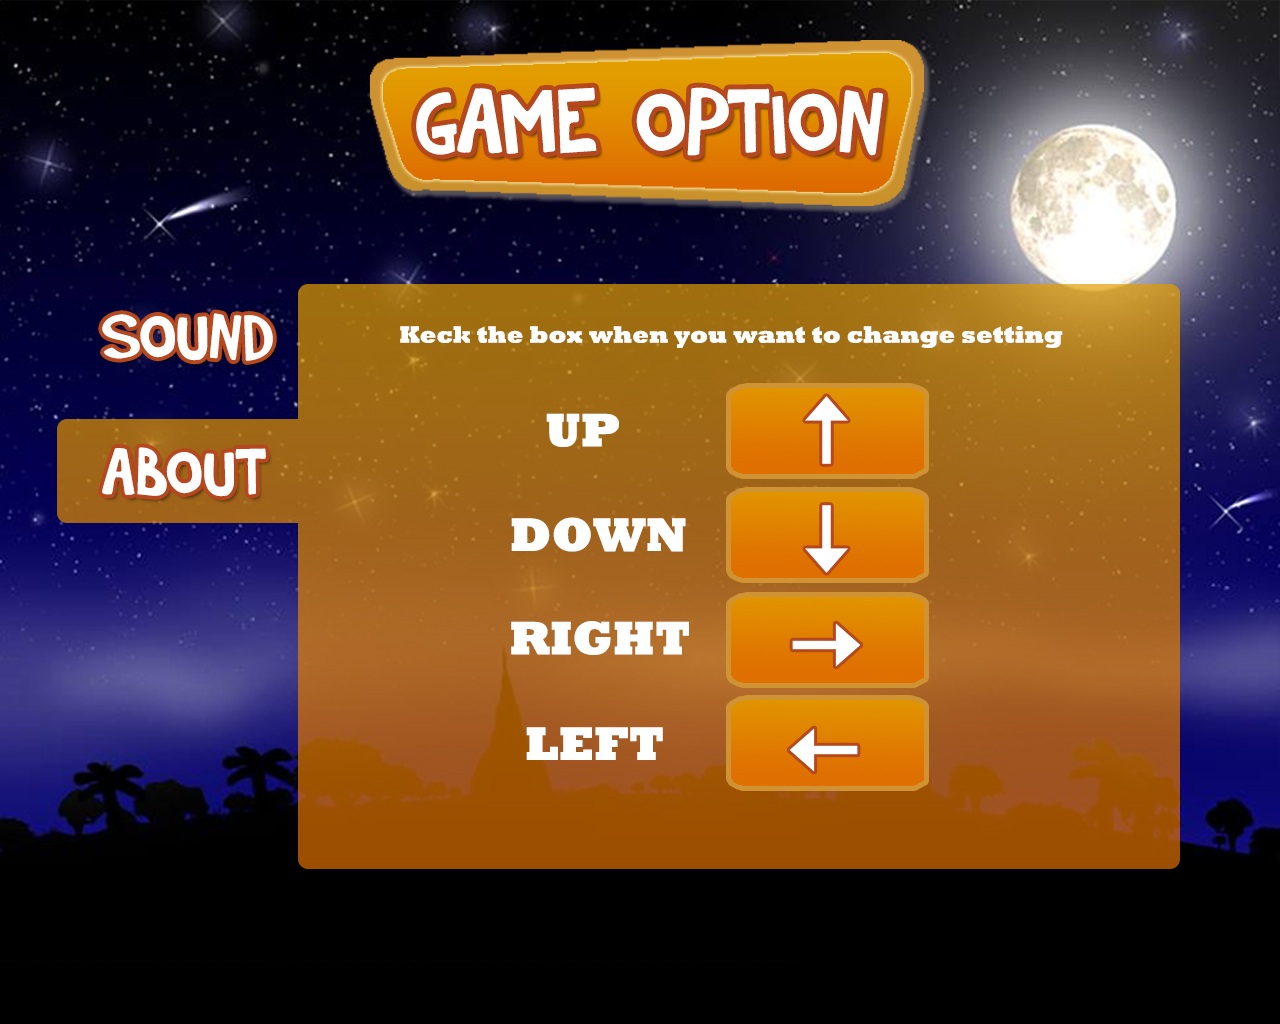 GAME OPTION
SOUND
ABOUT
Keck the box when you want to change setting
UP
DOWN
RIGHT
LEFT